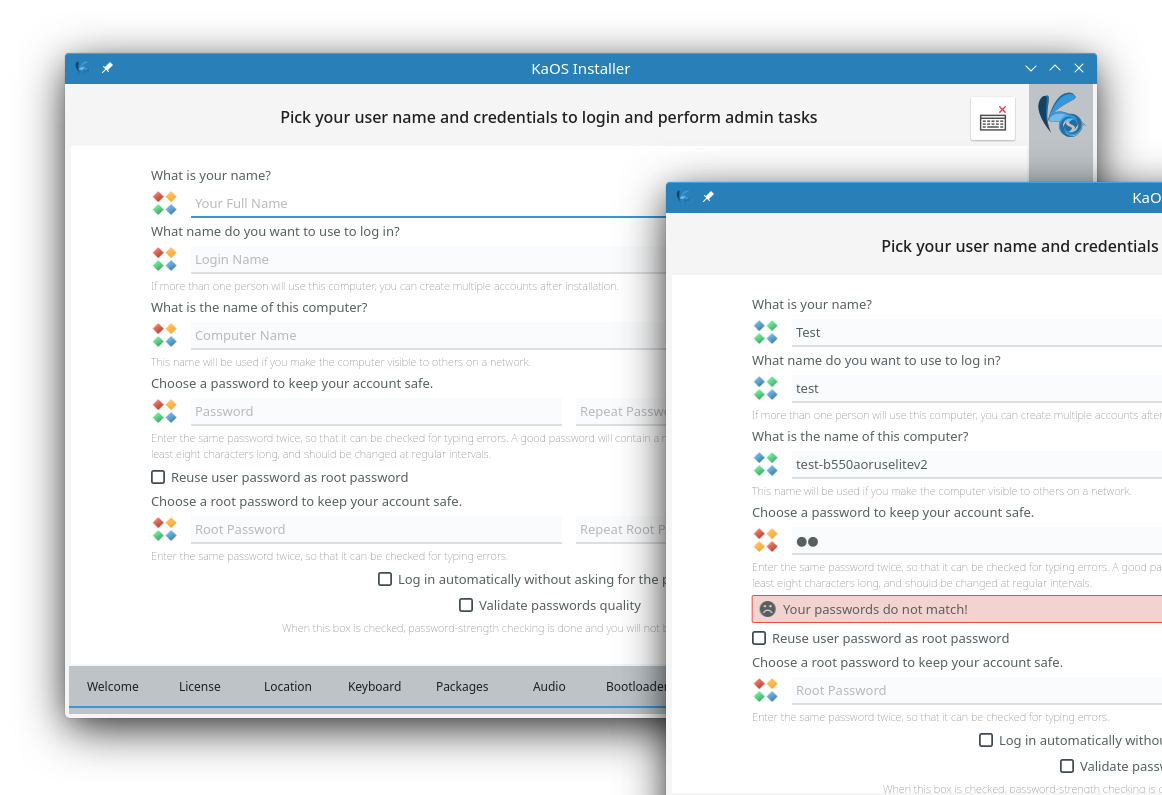 KaOS Installer
Pick your user name and credentials to login and perform admin tasks
What is your name?
Your Full Name
What name do you want to use to log in?
Login Name
If more than one person will use this computer, you can create multiple accounts after installation.
What is the name of this computer?
Computer Name
This name will be used if you make the computer visible to others on a network.
Choose a password to keep your account safe.
Password
Repeat
Enter the same password twice, so that it can be checked for typing errors. A good password will contain a
least eight characters long, and should be changed at regular intervals.
Reuse user password as root password
Choose a root password to keep your account safe.
Root Password
Repeat Root
Enter the same password twice, so that it can be checked for typing errors.
Log in automatically without asking for the
Validate passwords quality
When this box is checked, password-strength checking is done and you will not
Welcome License Location Keyboard Packages Audio Bootloader
Pick your user name and credentials
What is your name?
Test
What name do you want to use to log in?
test
If more than one person will use this computer, you can create multiple accounts after
What is the name of this computer?
test-b550aoruselitev2
This name will be used if you make the computer visible to others on a network.
Choose a password to keep your account safe.
Enter the same password twice, so that it can be checked for typing errors. A good
least eight characters long, and should be changed at regular intervals.
Your passwords do not match!
Reuse user password as root password
Choose a root password to keep your account safe.
Root Password
Enter the same password twice, so that it can be checked for typing errors.
Log in automatically
Validate
When this box is checked, password-strength checking is